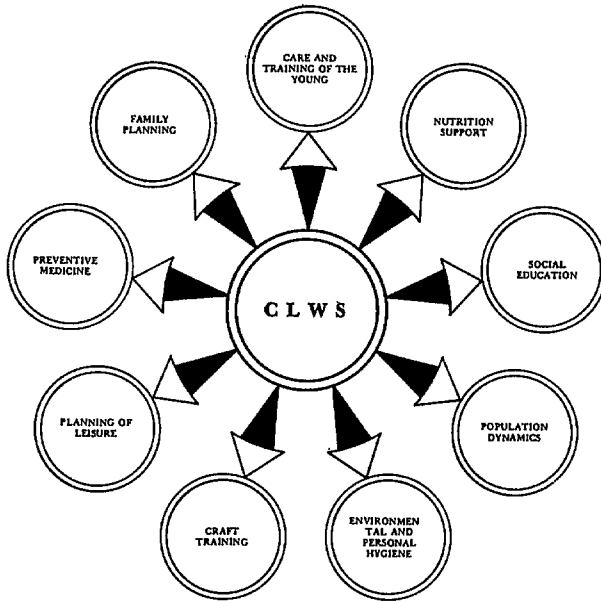 CARE AND
TRAINING OF THE
YOUNG
FAMILY
PLANNING
NUTRITION
SUPPORT
PREVENTIVE
MEDICINE
SOCIAL
EDUCATION
C L W S
PLANNING OF
LEISURE
POPULATION
DYNAMICS
CRAFT
TRAINING
ENVIRONMEN
TAL AND
PERSONAL
HYGIENE